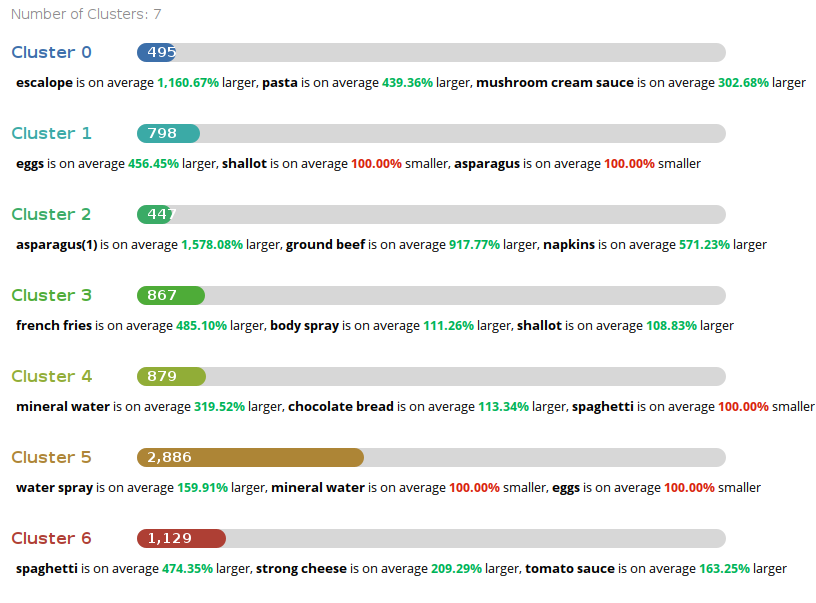 Number of Clusters: 7
Cluster 0 495
escalope is on average 1,160.67% larger, pasta is on average 439.36% larger, mushroom cream sauce is on average 302.68% larger
Cluster 1 798
eggs is on average 456.45% larger, shallot is on average 100.00% smaller, asparagus is on average 100.00% smaller
Cluster 2 447
asparagus(1) is on average 1,578.08% larger, ground beef is on average 917.77% larger, napkins is on average 571.23% larger
Cluster 3 867
french fries is on average 485.10% larger, body spray is on average 111.26% larger, shallot is on average 108.83% larger
Cluster 4 879
mineral water is on average 319.52% larger, chocolate bread is on average 113.34% larger, spaghetti is on average 100.00% smaller
Cluster 5 2,886
water spray is on average 159.91% larger, mineral water is on average 100.00% smaller, eggs is on average 100.00% smaller
Cluster 6 1,129
spaghetti is on average 474.35% larger, strong cheese is on average 209.29% larger, tomato sauce is on average 163.25% larger